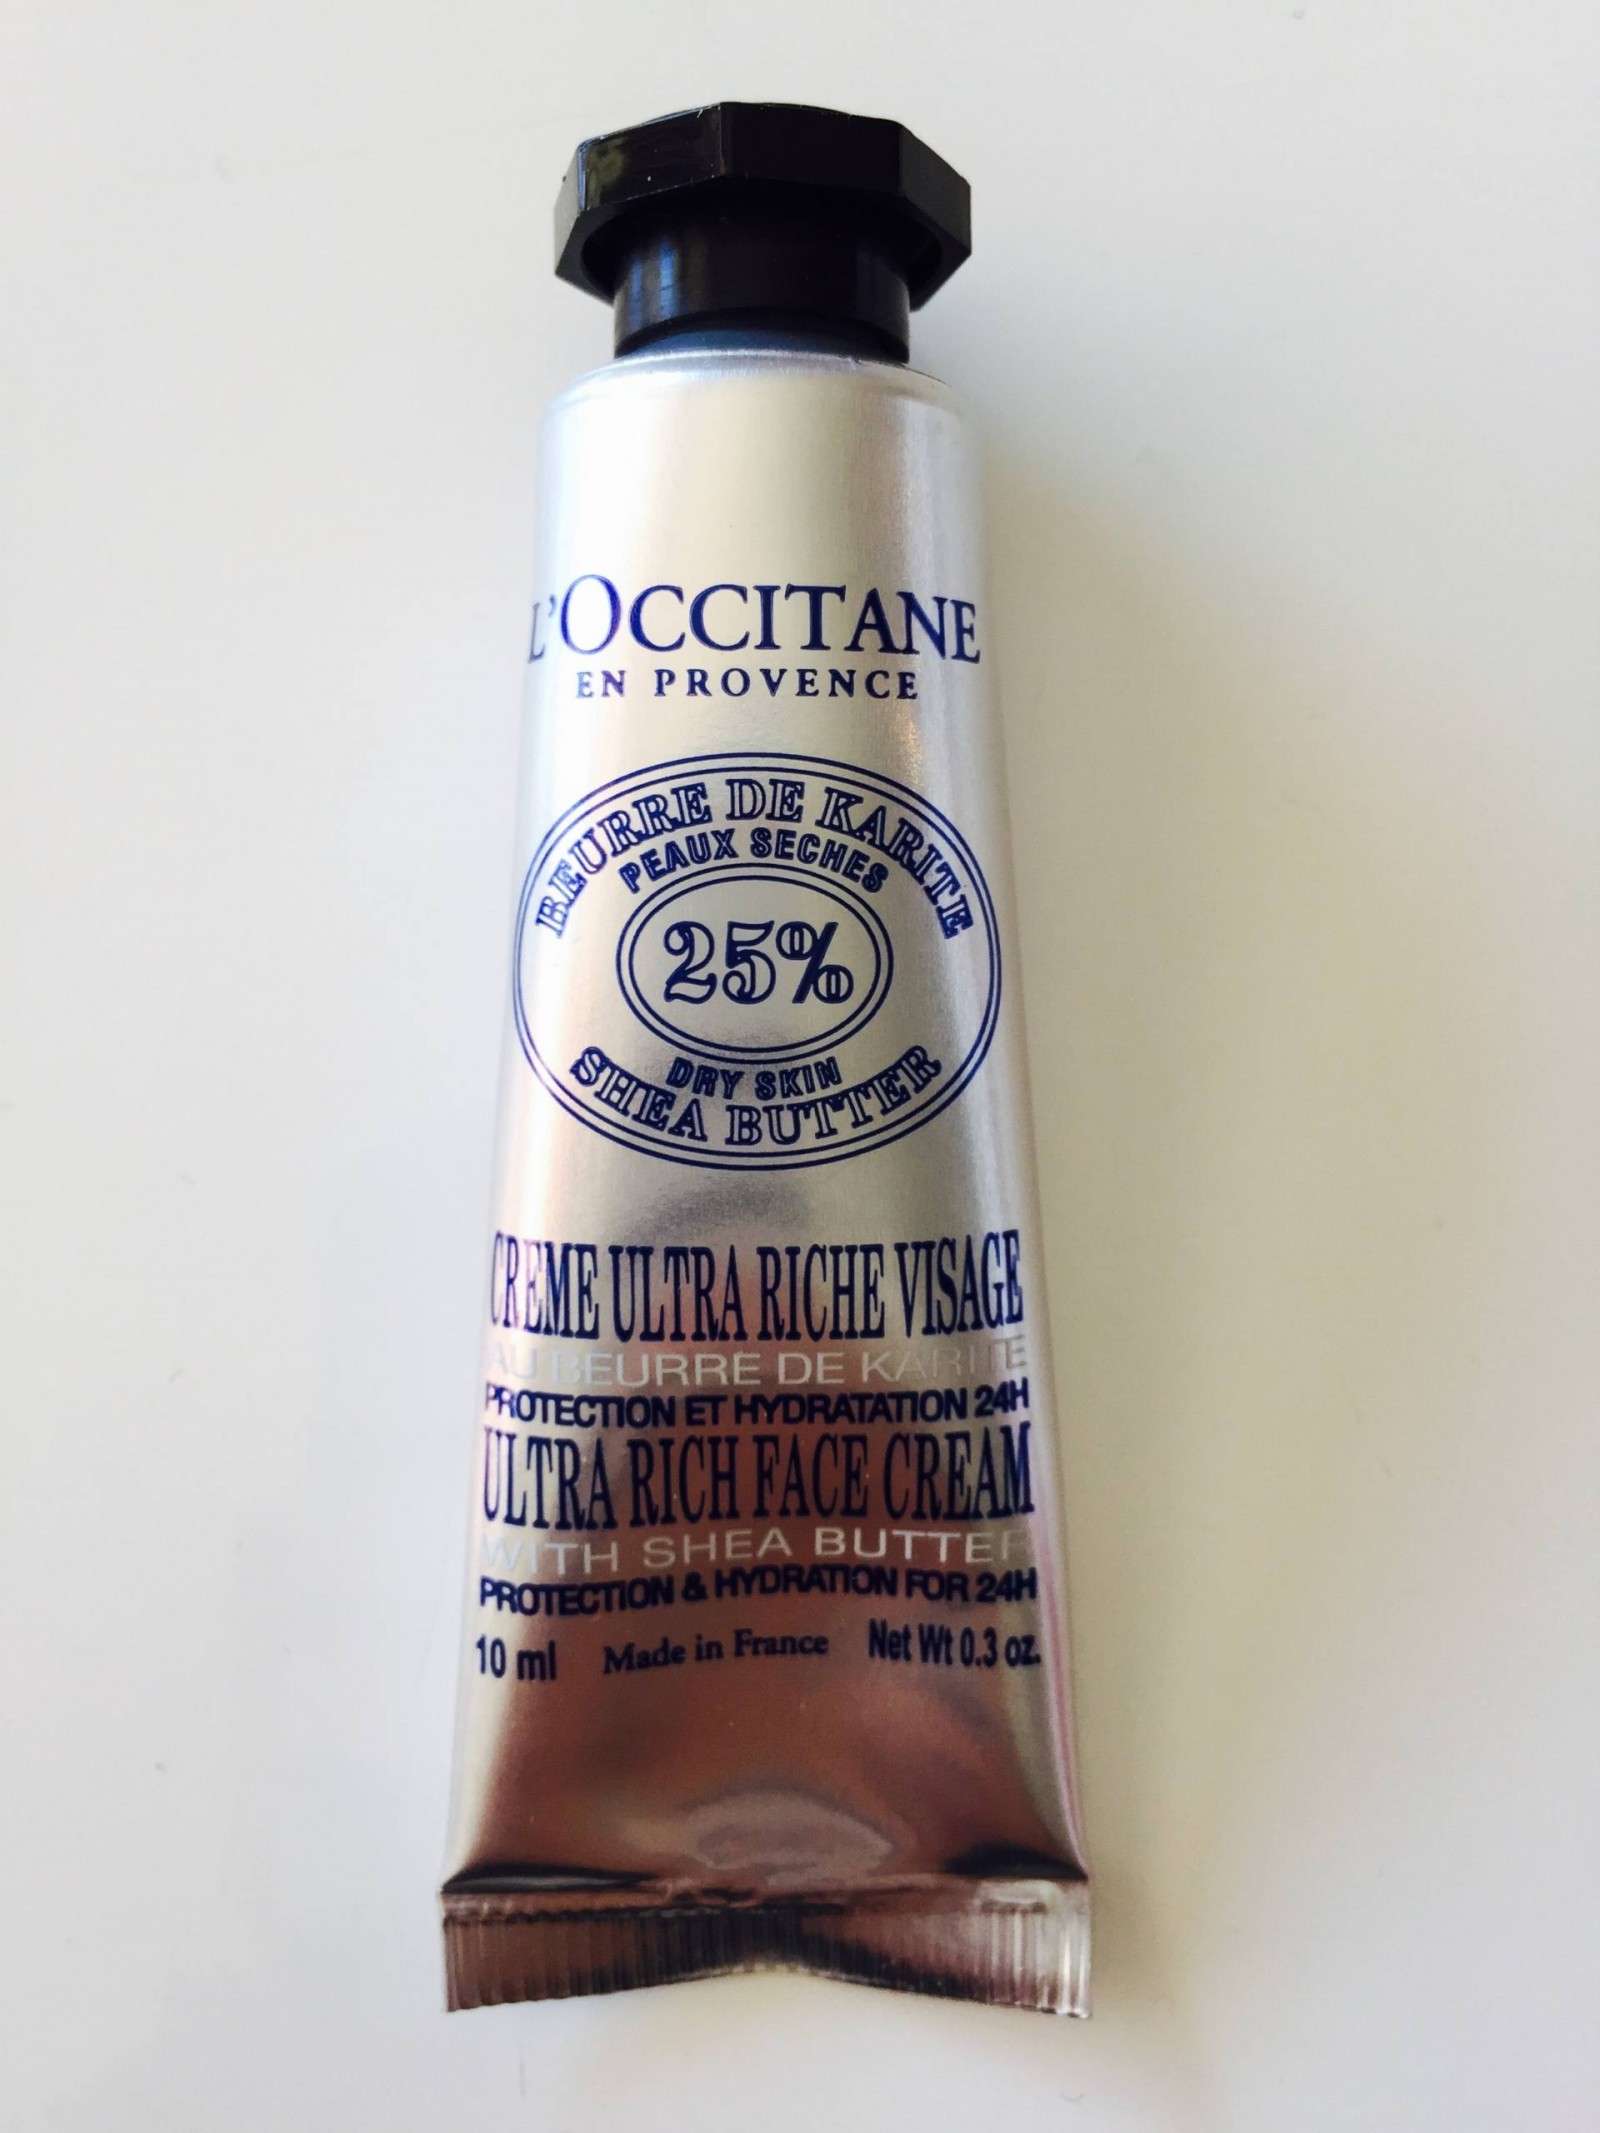 L'OCCITANE
EN PROVENCE
BEURRE DE KARITE
PEAUX SECHES
25%
DRY SKIN
SHEA BUTTER
CREME ULTRA RICHE VISAGE
AU BEURRE DE KARITE
PROTECTION ET HYDRATATION 24H
ULTRA RICH FACE CREAM
WITH SHEA BUTTER
PROTECTION & HYDRATION FOR 24H
10 ml Made in France Net Wt 0.3 oz.